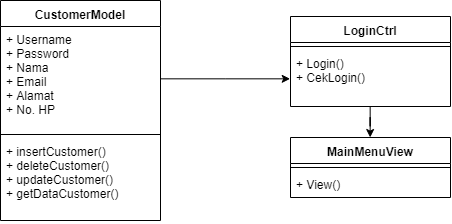 CustomerModel
+ Username
+ Password
+ Nama
+ Email
+ Alamat
+ No. HP
+ insertCustomer()
+ deleteCustomer()
+ updateCustomer()
+ getDataCustomer()
LoginCtrl
+ Login()
+ CekLogin()
MainMenuView
+ View()